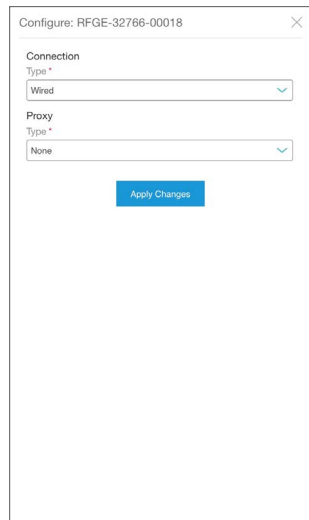 Configure: RFGE-32766-00018
Connection
Type *
Wired
Proxy
Type *
None
Apply Changes